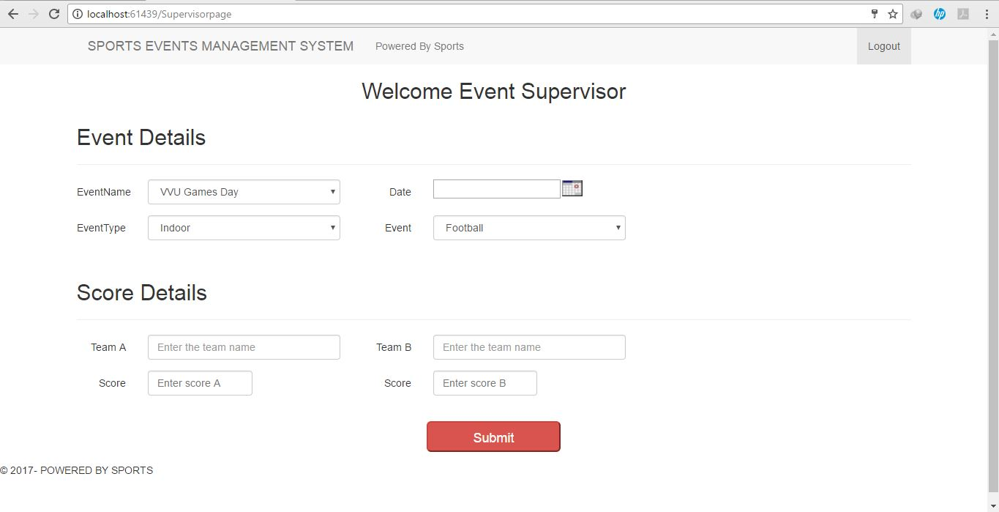 localhost:61439/Supervisorpage
hp
SPORTS EVENTS MANAGEMENT SYSTEM Powered By Sports Logout
Welcome Event Supervisor
Event Details
EventName VVU Games Day Date
EventType Indoor Event Football
Score Details
Team A Enter the team name Team B Enter the team name
Score Enter score A Score Enter score B
Submit
© 2017- POWERED BY SPORTS